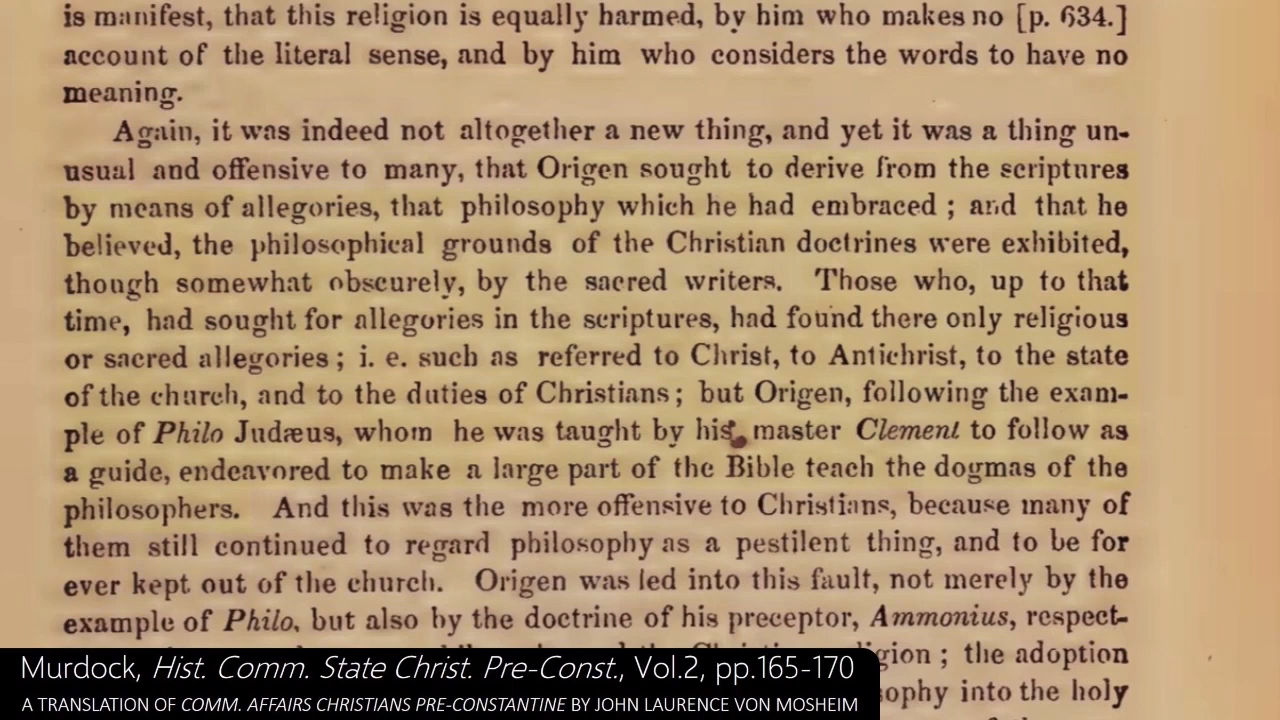 is manifest, that this religion is equally harmed, by him who makes no [p. 634.]
account of the literal sense, and by him who considers the words to have no
meaning.
Again, it was indeed not altogether a new thing, and yet it was a thing un-
usual and offensive to many, that Origen sought to derive from the scriptures
by means of allegories, that philosophy which he had embraced ; and that he
believed, the philosophical grounds of the Christian doctrines were exhibited,
though somewhat obscurely, by the sacred writers. Those who, up to that
time, had sought for allegories in the scriptures, had found there only religious
or sacred allegories ; i. e. such as referred to Christ, to Antichrist, to the state
of the church, and to the duties of Christians ; but Origen, following the exam-
ple of Philo Judæus, whom he was taught by his master Clement to follow as
a guide, endeavored to make a large part of the Bible teach the dogmas of the
philosophers. And this was the more offensive to Christians, because many of
them still continued to regard philosophy as a pestilent thing, and to be for
ever kept out of the church. Origen was led into this fault, not merely by the
example of Philo, but also by the doctrine of his preceptor, Ammonius, respect-
igion ; the adoption
sophy into the holy
Murdock, Hist. Comm. State Christ. Pre-Const., Vol.2, pp.165-170
A TRANSLATION OF COMM. AFFAIRS CHRISTIANS PRE-CONSTANTINE BY JOHN LAURENCE VON MOSHEIM